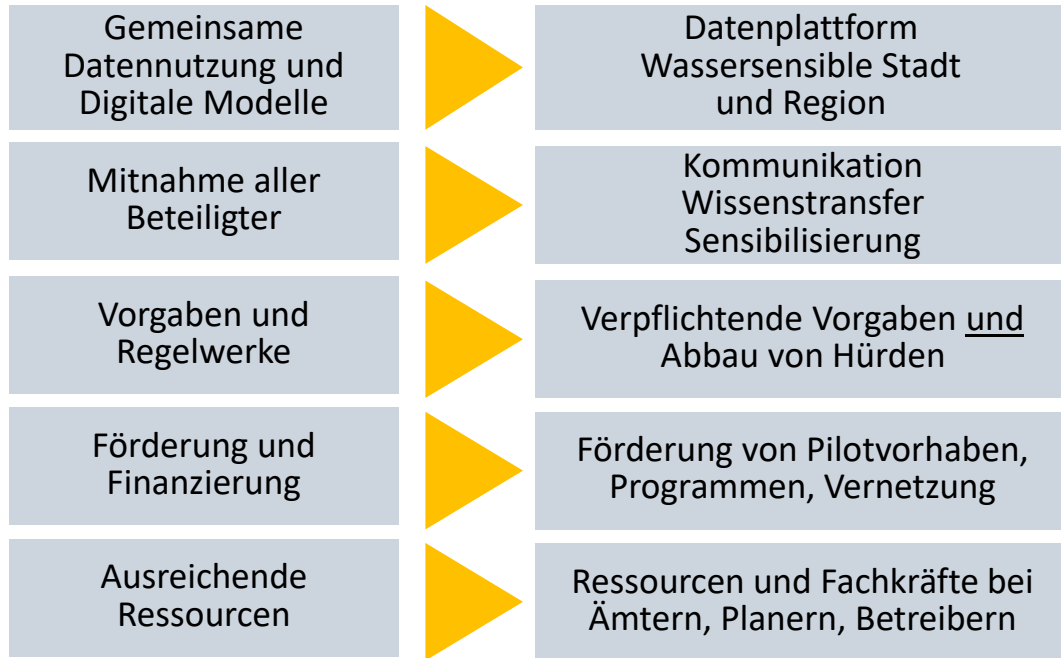 Gemeinsame
Datennutzung und
Digitale Modelle
Datenplattform
Wassersensible Stadt
und Region
Mitnahme aller
Beteiligter
Kommunikation
Wissenstransfer
Sensibilisierung
Vorgaben und
Regelwerke
Verpflichtende Vorgaben und
Abbau von Hürden
Förderung und
Finanzierung
Förderung von Pilotvorhaben,
Programmen, Vernetzung
Ausreichende
Ressourcen
Ressourcen und Fachkräfte bei
Ämtern, Planern, Betreibern